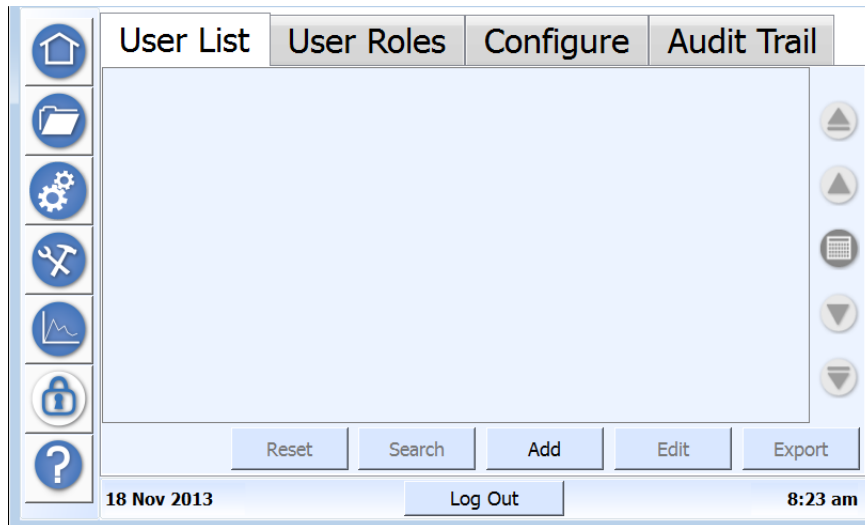 User List User Roles Configure Audit Trail
Reset Search Add Edit Export
18 Nov 2013 Log Out 8:23 am